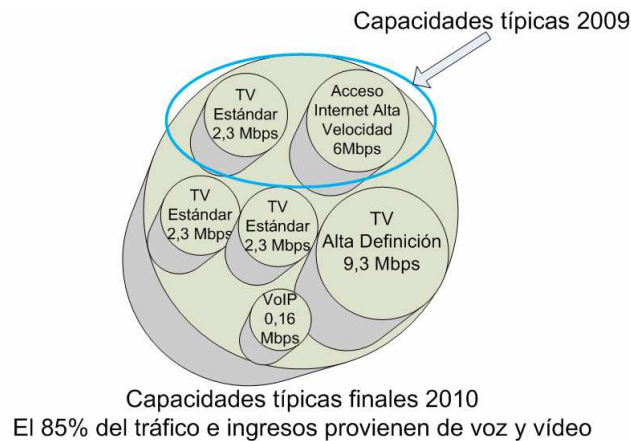 Capacidades típicas 2009
TV
Estándar
2,3 Mbps
Acceso
Internet Alta
Velocidad
6Mbps
TV
Estándar
2,3 Mbps
TV
Estándar
2,3 Mbps
TV
Alta Definición
9,3 Mbps
VoIP
0,16
Mbps
Capacidades típicas finales 2010
El 85% del tráfico e ingresos provienen de voz y vídeo